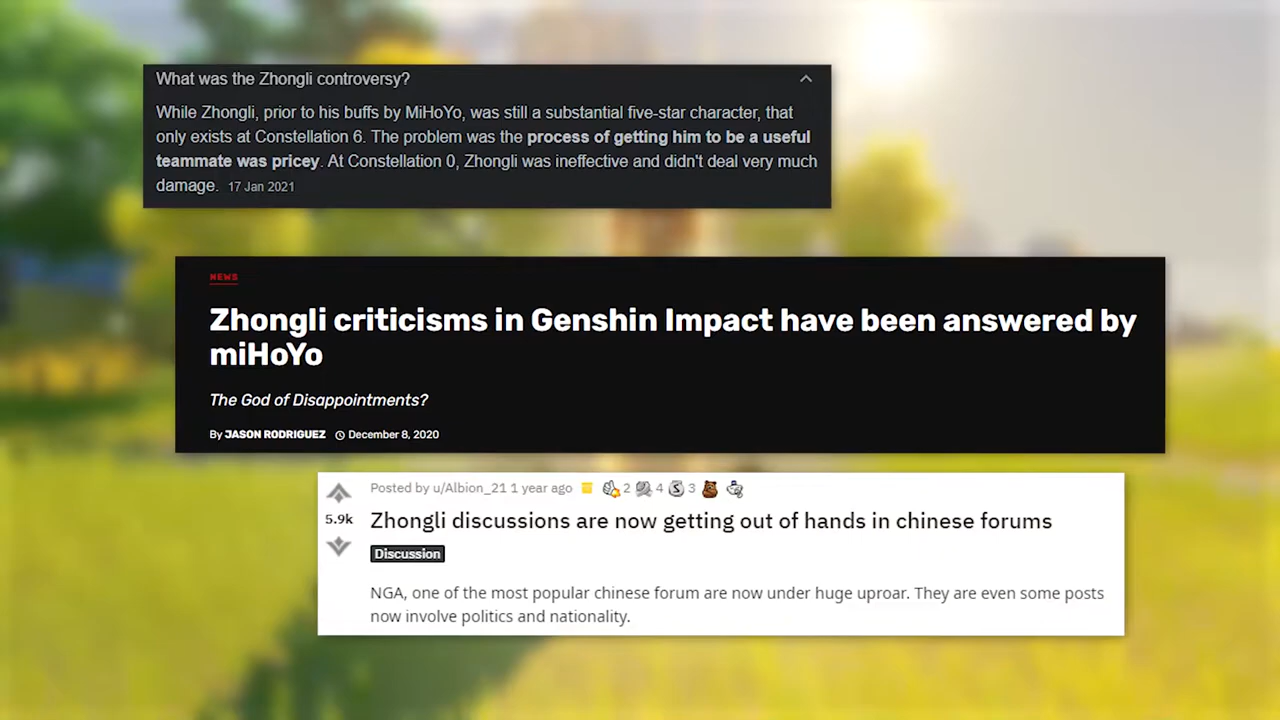 What was the Zhongli controversy?
While Zhongli, prior to his buffs by MiHoYo, was still a substantial five-star character, that
only exists at Constellation 6. The problem was the process of getting him to be a useful
teammate was pricey. At Constellation 0, Zhongli was ineffective and didn't deal very much
damage. 17 Jan 2021
NEWS
Zhongli criticisms in Genshin Impact have been answered by
miHoYo
The God of Disappointments?
By JASON RODRIGUEZ December 8, 2020
Posted by u/Albion_21 1 year ago 2 4 3
5.9k
Zhongli discussions are now getting out of hands in chinese forums
Discussion
NGA, one of the most popular chinese forum are now under huge uproar. They are even some posts
now involve politics and nationality.